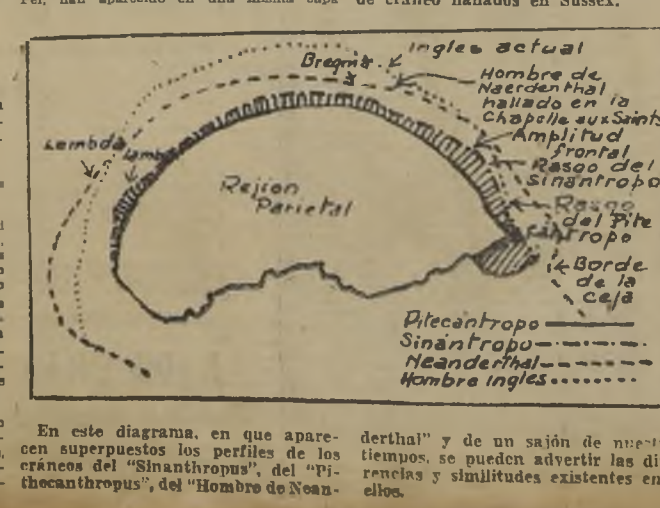 han aparecido en una misma capa
de cráneo hallados en Sussex.
Ingles actual
Bregma
Hombre de
Naerdenthal
hallado en la
Chapelle aux Saints
Amplitud
frontal
Rasgo del
sinantropo
Rasgo
del Pite
cantropo
Borde
de la
ceja
Lambda
Lambda
Rejion
Parietal
Pitecantropo
Sinantropo
Neanderthal
Hombre ingles
En este diagrama, en que apare-
cen superpuestos los perfiles de los
cráneos del "Sinanthropus", del "Pi-
thecanthropus", del "Hombre de Nean-
derthal" y de un sajón de nuestros
tiempos, se pueden advertir las di
rencias y similitudes existentes en
ellos.